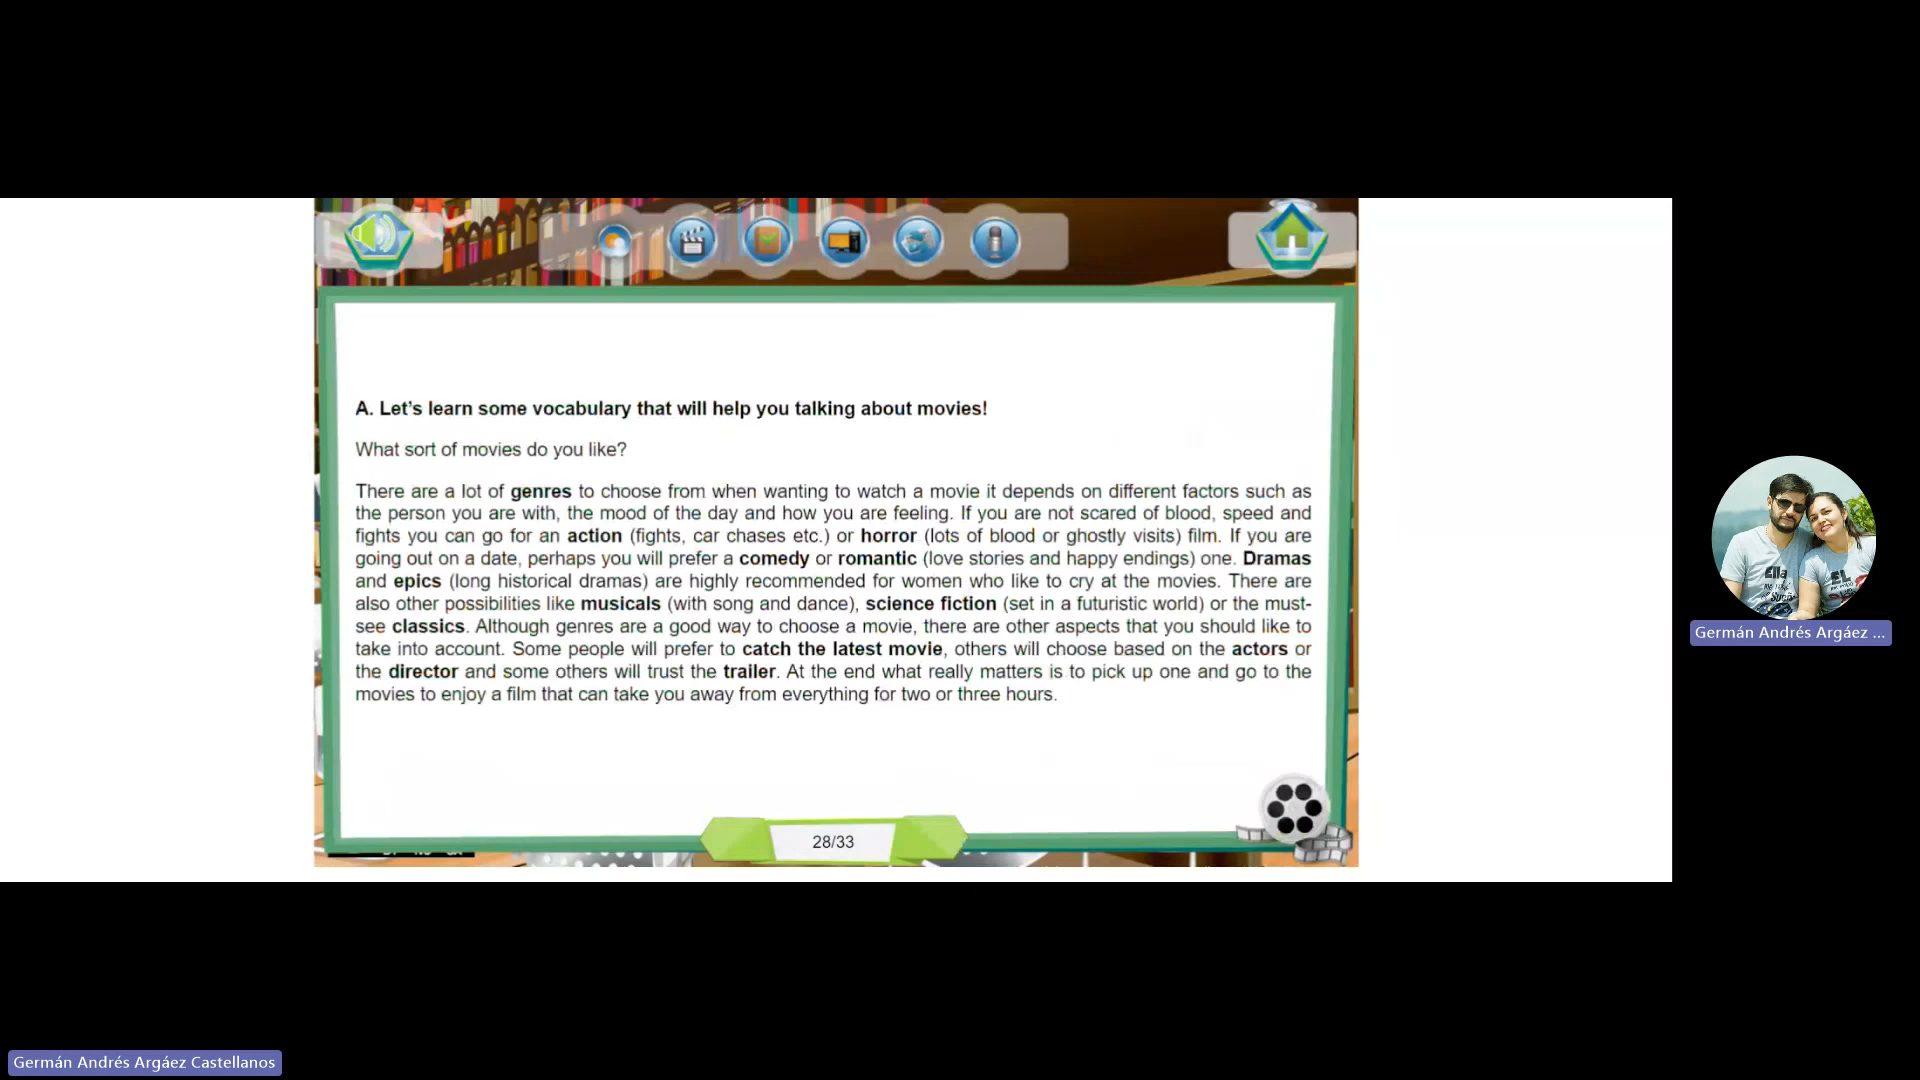 A. Let's learn some vocabulary that will help you talking about movies!
What sort of movies do you like?
There are a lot of genres to choose from when wanting to watch a movie it depends on different factors such as
the person you are with, the mood of the day and how you are feeling. If you are not scared of blood, speed and
fights you can go for an action (fights, car chases etc.) or horror (lots of blood or ghostly visits) film. If you are
going out on a date, perhaps you will prefer a comedy or romantic (love stories and happy endings) one. Dramas
and epics (long historical dramas) are highly recommended for women who like to cry at the movies. There are
also other possibilities like musicals (with song and dance), science fiction (set in a futuristic world) or the must-
see classics. Although genres are a good way to choose a movie, there are other aspects that you should like to
take into account. Some people will prefer to catch the latest movie, others will choose based on the actors or
the director and some others will trust the trailer. At the end what really matters is to pick up one and go to the
movies to enjoy a film that can take you away from everything for two or three hours.
28/33
Ella
EL
Germán Andrés Argáez ...
Germán Andrés Argáez Castellanos